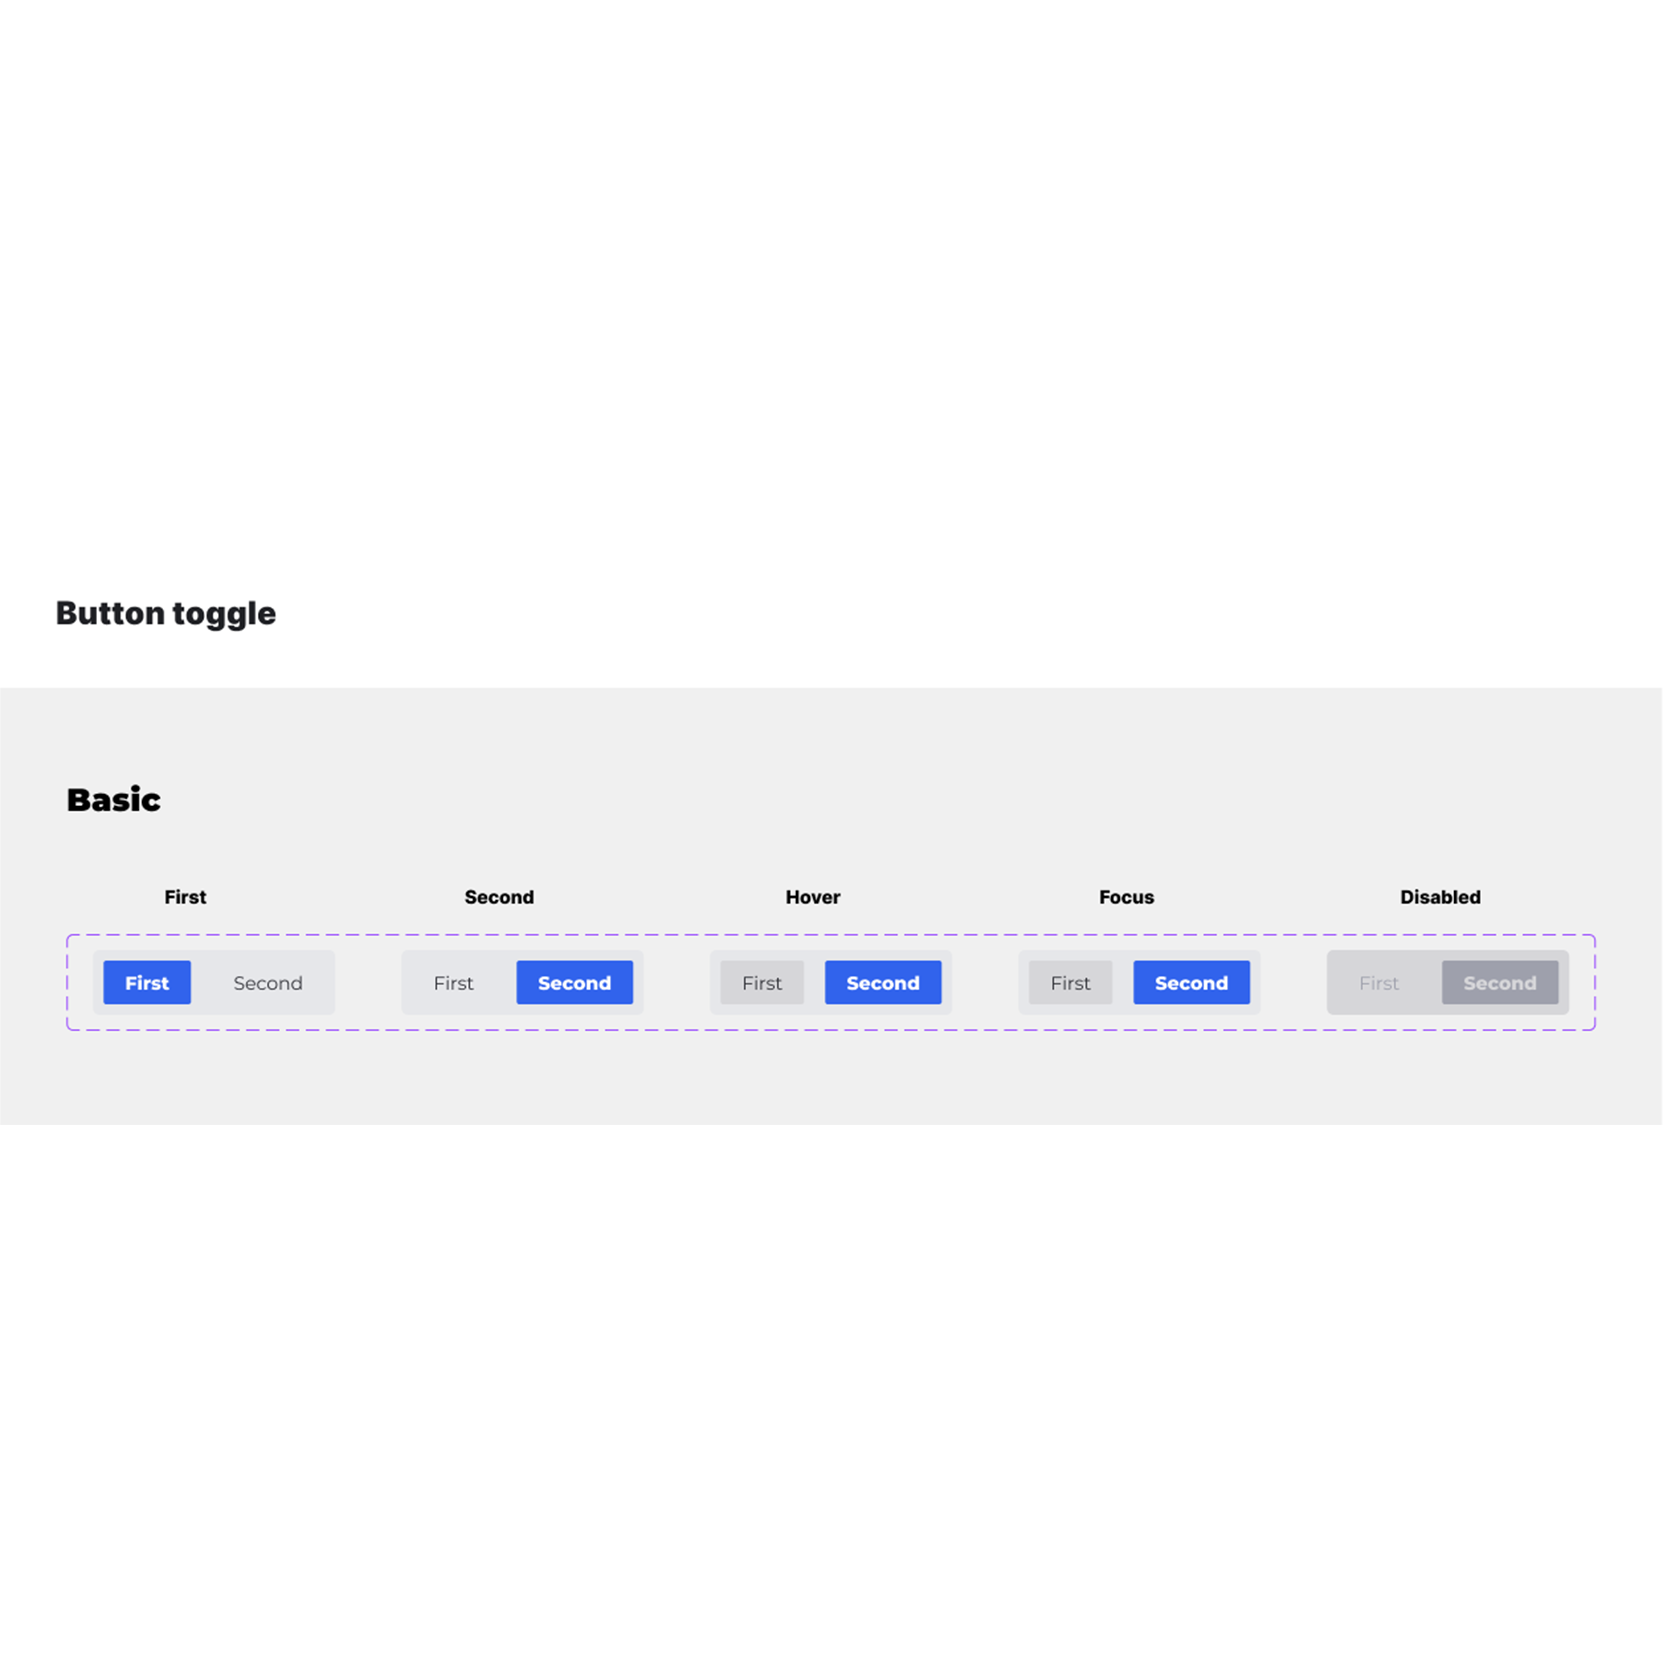 Button toggle
Basic
First Second Hover Focus Disabled
First Second First Second First Second First Second First Second